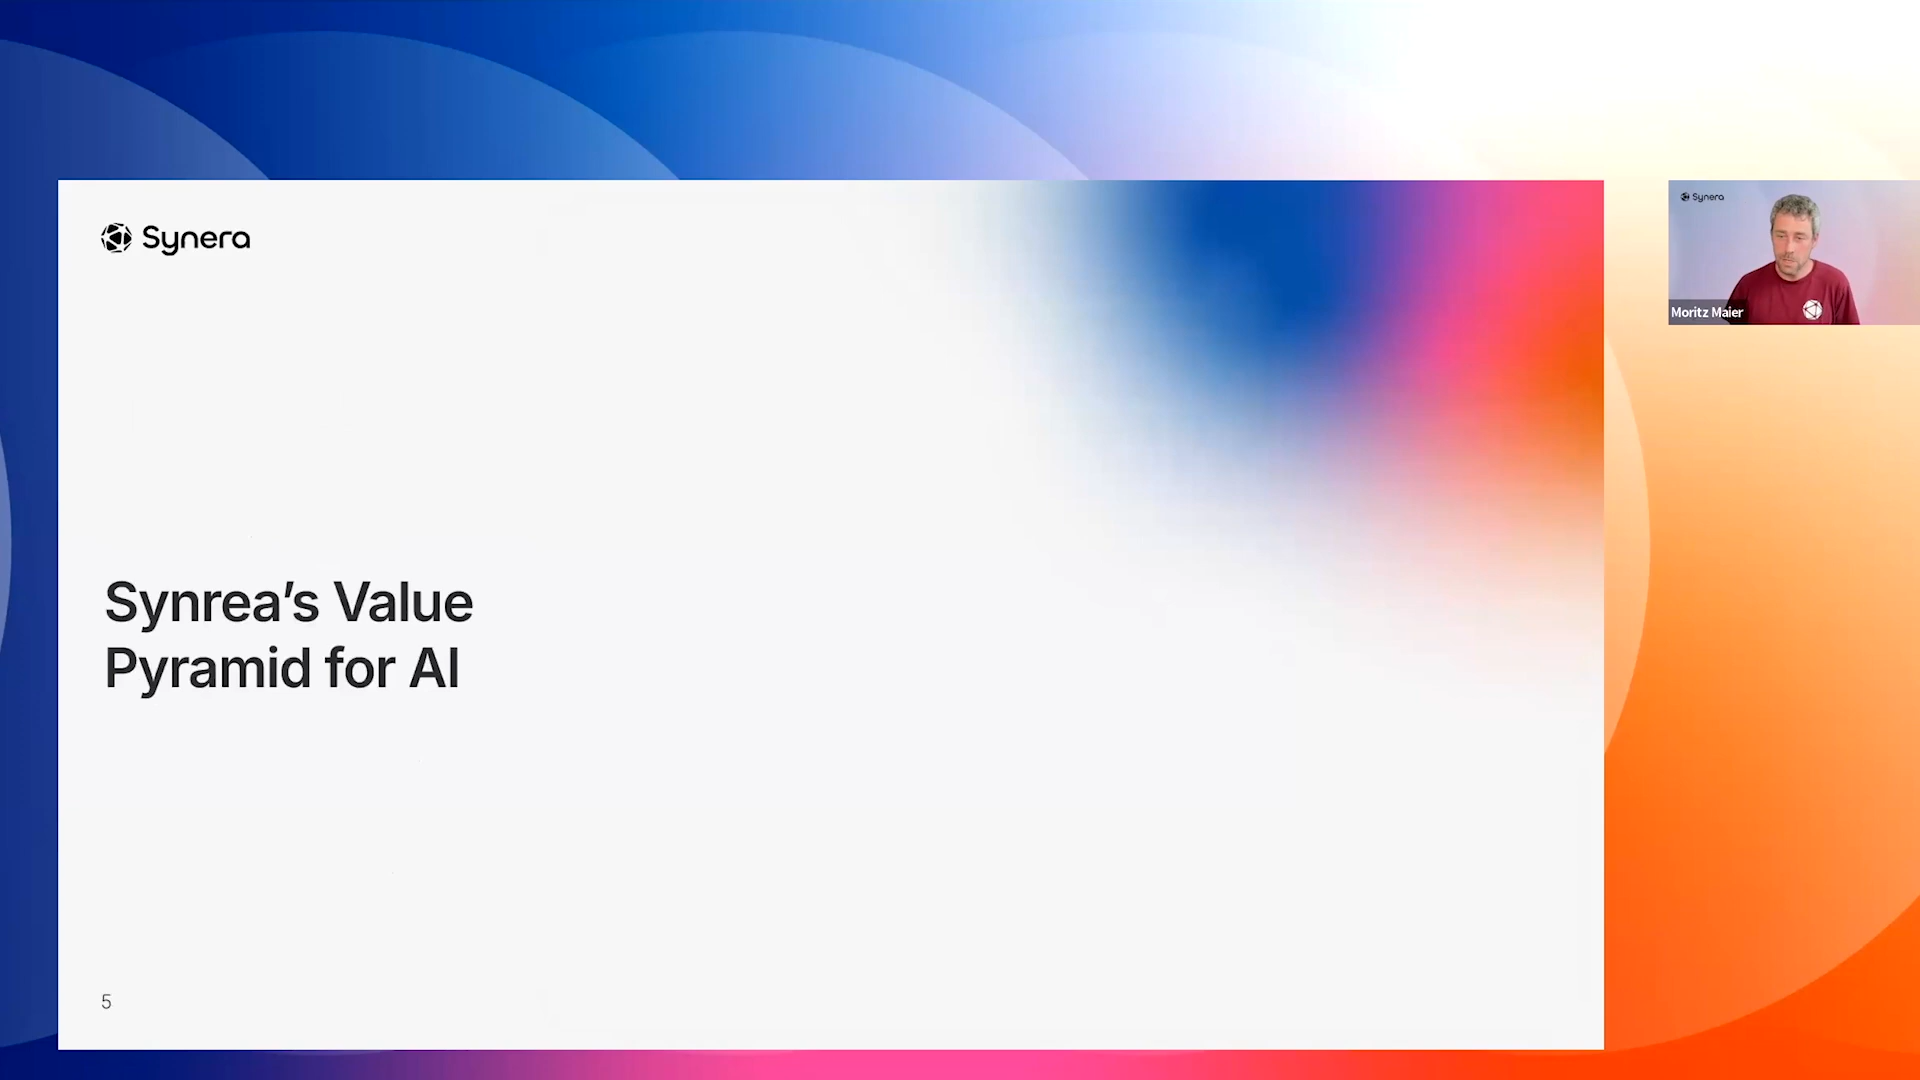 Synera
Synera
Moritz Maier
Synrea’s Value
Pyramid for AI
5